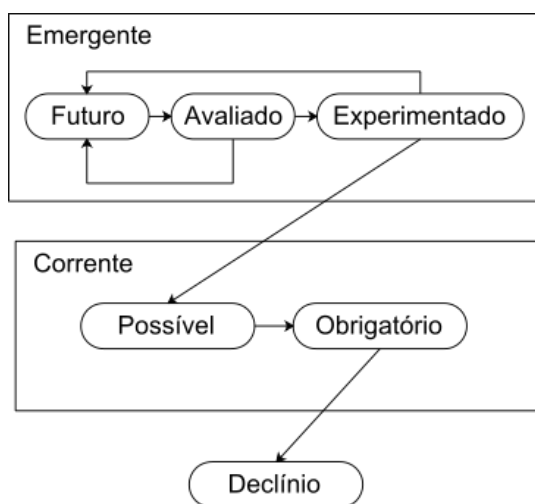 Emergente
Futuro
Avaliado
Experimentado
Corrente
Possível
Obrigatório
Declínio